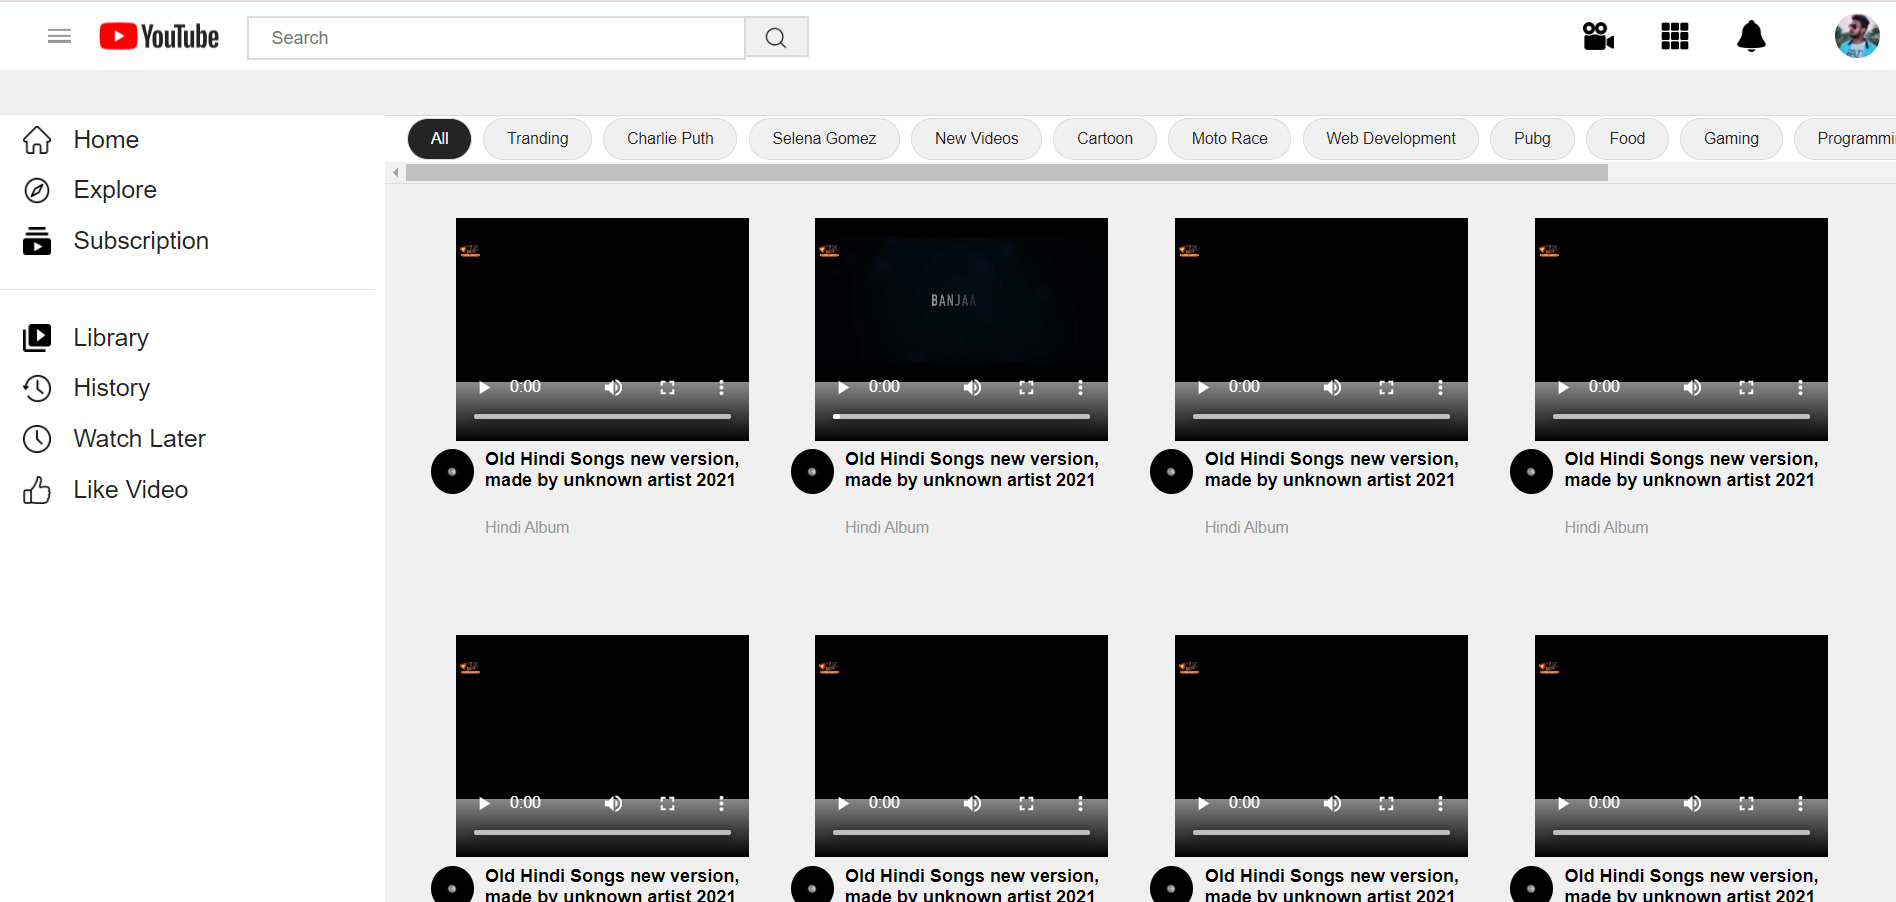 YouTube
Search
Home
Explore
Subscription
Library
History
Watch Later
Like Video
All Tranding Charlie Puth Selena Gomez New Videos Cartoon Moto Race Web Development Pubg Food Gaming Programmi
BANJAA
0:00 0:00 0:00 0:00
Old Hindi Songs new version,
made by unknown artist 2021
Hindi Album
Old Hindi Songs new version,
made by unknown artist 2021
Hindi Album
Old Hindi Songs new version,
made by unknown artist 2021
Hindi Album
Old Hindi Songs new version,
made by unknown artist 2021
Hindi Album
0:00 0:00 0:00 0:00
Old Hindi Songs new version,
made by unknown artist 2021
Old Hindi Songs new version,
made by unknown artist 2021
Old Hindi Songs new version,
made by unknown artist 2021
Old Hindi Songs new version,
made by unknown artist 2021